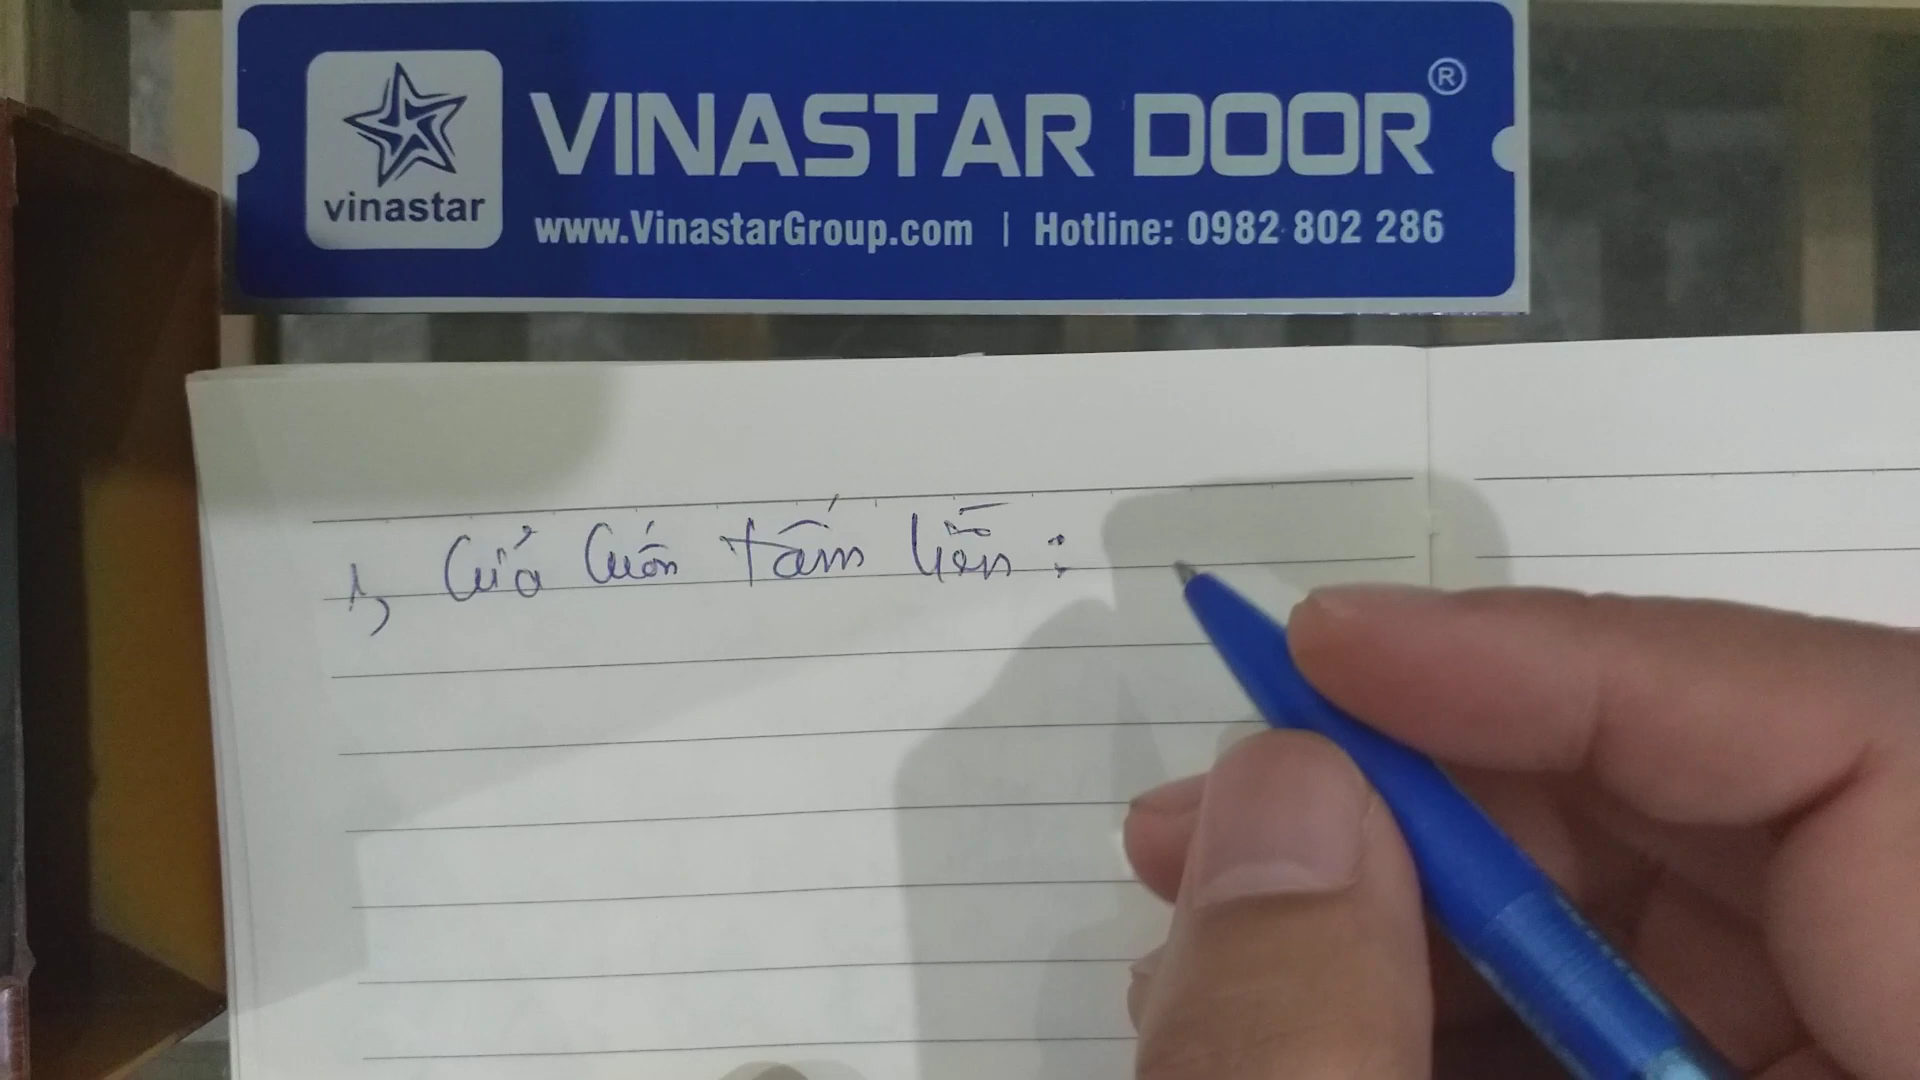 VINASTAR DOOR®
vinastar
www.VinastarGroup.com | Hotline: 0982 802 286
1, Cửa Cuốn tấm liền :